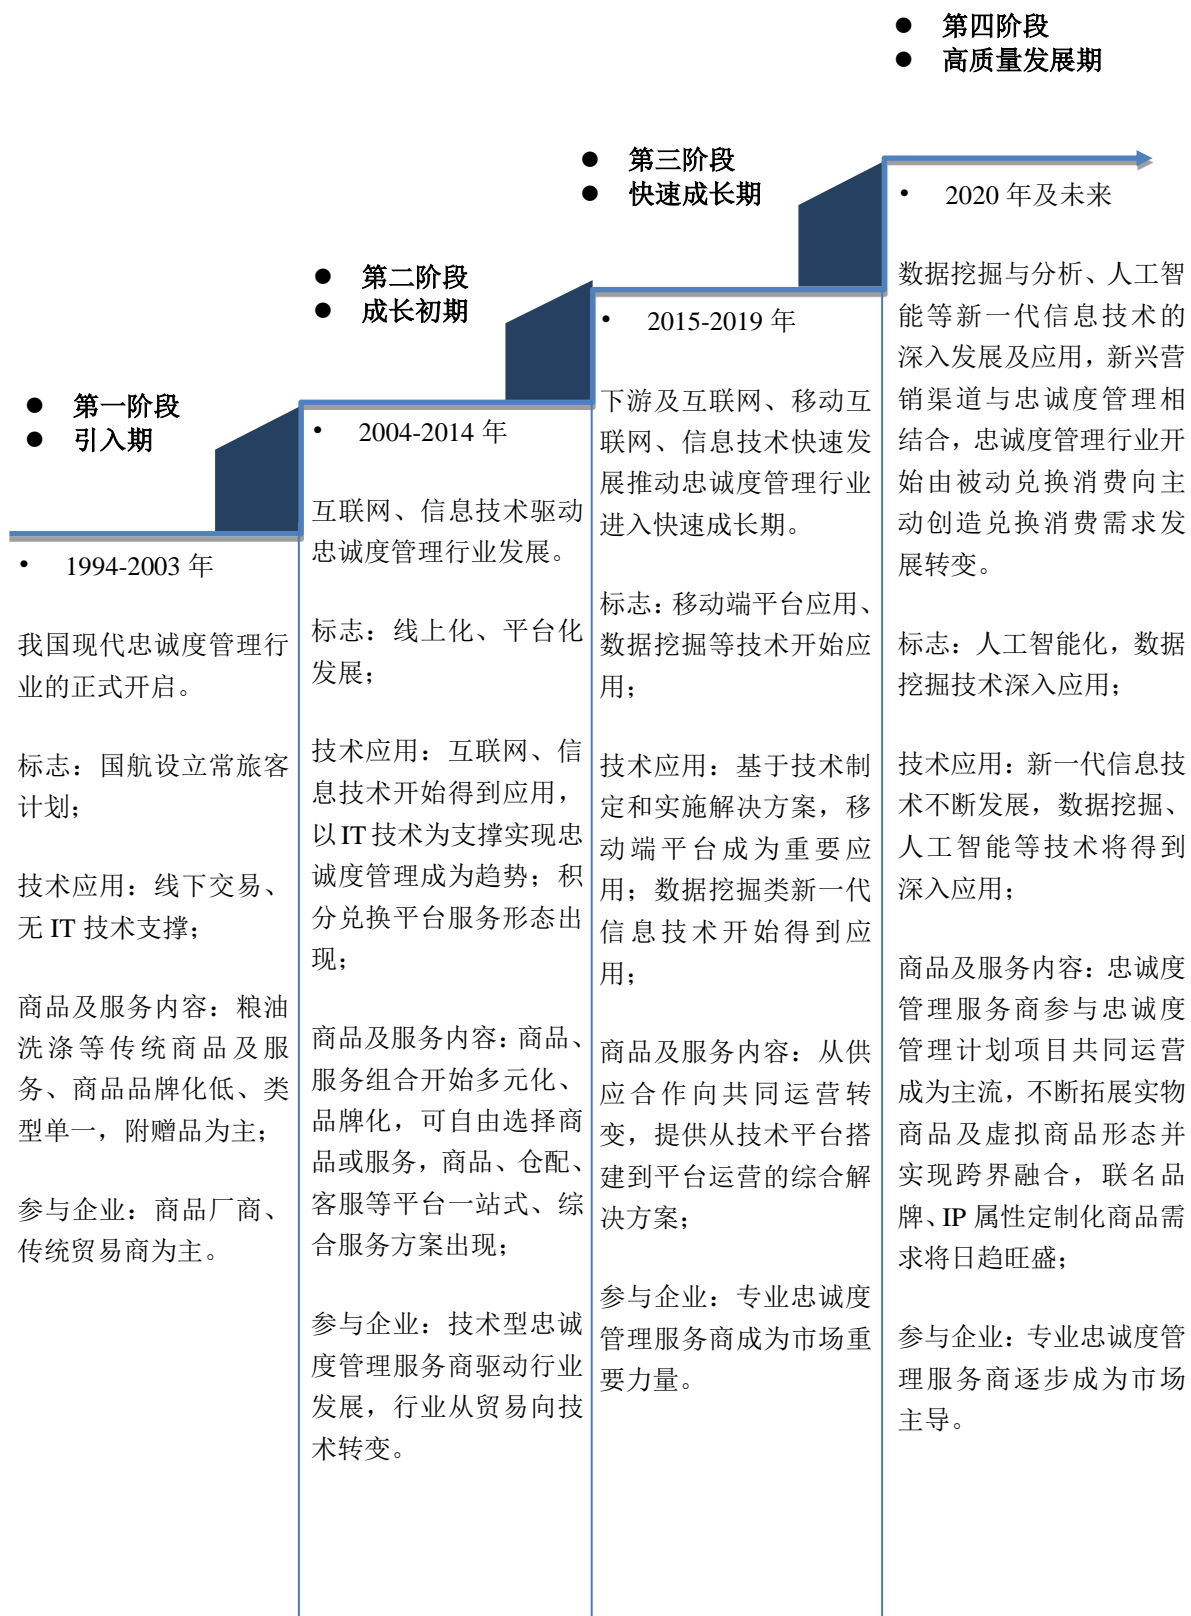 ● 第一阶段
● 引入期
• 1994-2003 年
我国现代忠诚度管理行
业的正式开启。
标志：国航设立常旅客
计划；
技术应用：线下交易、
无 IT 技术支撑；
商品及服务内容：粮油
洗涤等传统商品及服
务、商品品牌化低、类
型单一，附赠品为主；
参与企业：商品厂商、
传统贸易商为主。
● 第二阶段
● 成长初期
• 2004-2014 年
互联网、信息技术驱动
忠诚度管理行业发展。
标志：线上化、平台化
发展；
技术应用：互联网、信
息技术开始得到应用，
以 IT 技术为支撑实现忠
诚度管理成为趋势；积
分兑换平台服务形态出
现；
商品及服务内容：商品、
服务组合开始多元化、
品牌化，可自由选择商
品或服务，商品、仓配、
客服等平台一站式、综
合服务方案出现；
参与企业：技术型忠诚
度管理服务商驱动行业
发展，行业从贸易向技
术转变。
● 第三阶段
● 快速成长期
• 2015-2019 年
下游及互联网、移动互
联网、信息技术快速发
展推动忠诚度管理行业
进入快速成长期。
标志：移动端平台应用、
数据挖掘等技术开始应
用；
技术应用：基于技术制
定和实施解决方案，移
动端平台成为重要应
用；数据挖掘类新一代
信息技术开始得到应
用；
商品及服务内容：从供
应合作向共同运营转
变，提供从技术平台搭
建到平台运营的综合解
决方案；
参与企业：专业忠诚度
管理服务商成为市场重
要力量。
● 第四阶段
● 高质量发展期
• 2020 年及未来
数据挖掘与分析、人工智
能等新一代信息技术的
深入发展及应用，新兴营
销渠道与忠诚度管理相
结合，忠诚度管理行业开
始由被动兑换消费向主
动创造兑换消费需求发
展转变。
标志：人工智能化，数据
挖掘技术深入应用；
技术应用：新一代信息技
术不断发展，数据挖掘、
人工智能等技术将得到
深入应用；
商品及服务内容：忠诚度
管理服务商参与忠诚度
管理计划项目共同运营
成为主流，不断拓展实物
商品及虚拟商品形态并
实现跨界融合，联名品
牌、IP 属性定制化商品需
求将日趋旺盛；
参与企业：专业忠诚度管
理服务商逐步成为市场
主导。